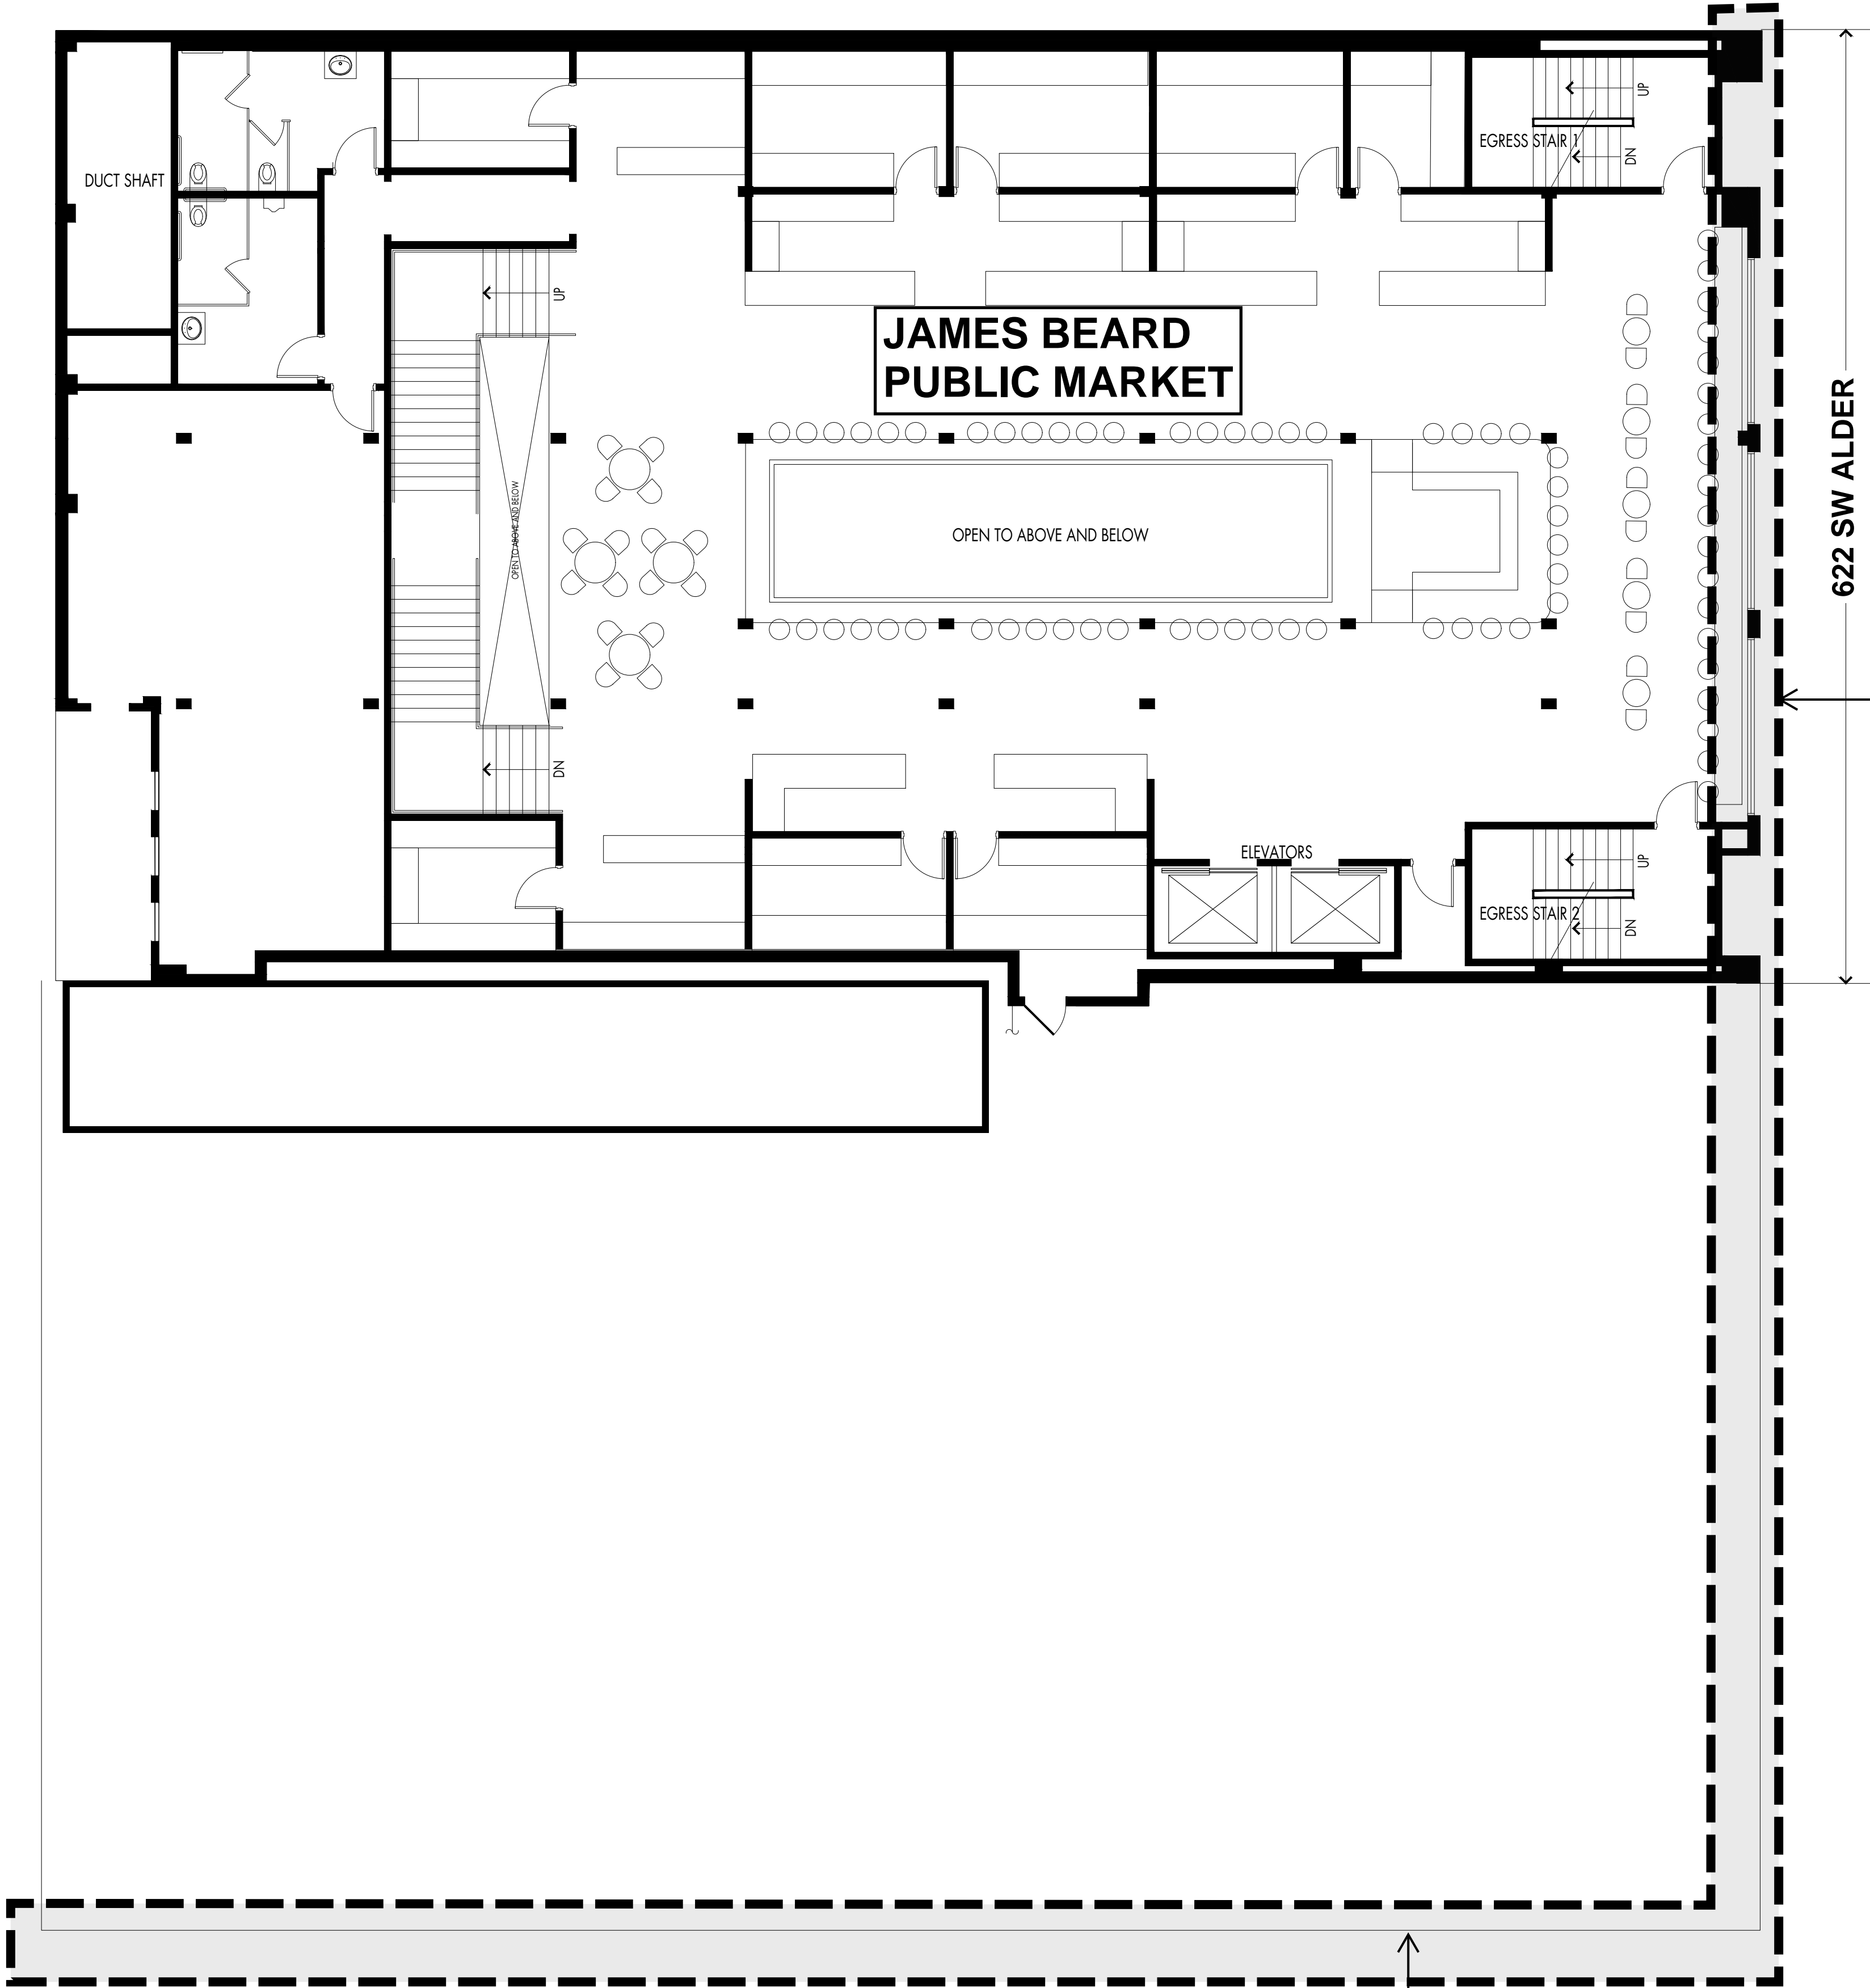 UP
EGRESS STAIR 1
DN
DUCT SHAFT
UP
JAMES BEARD
PUBLIC MARKET
622 SW ALDER
OPEN TO ABOVE AND BELOW
OPEN TO ABOVE AND BELOW
DN
ELEVATORS
UP
EGRESS STAIR 2
DN